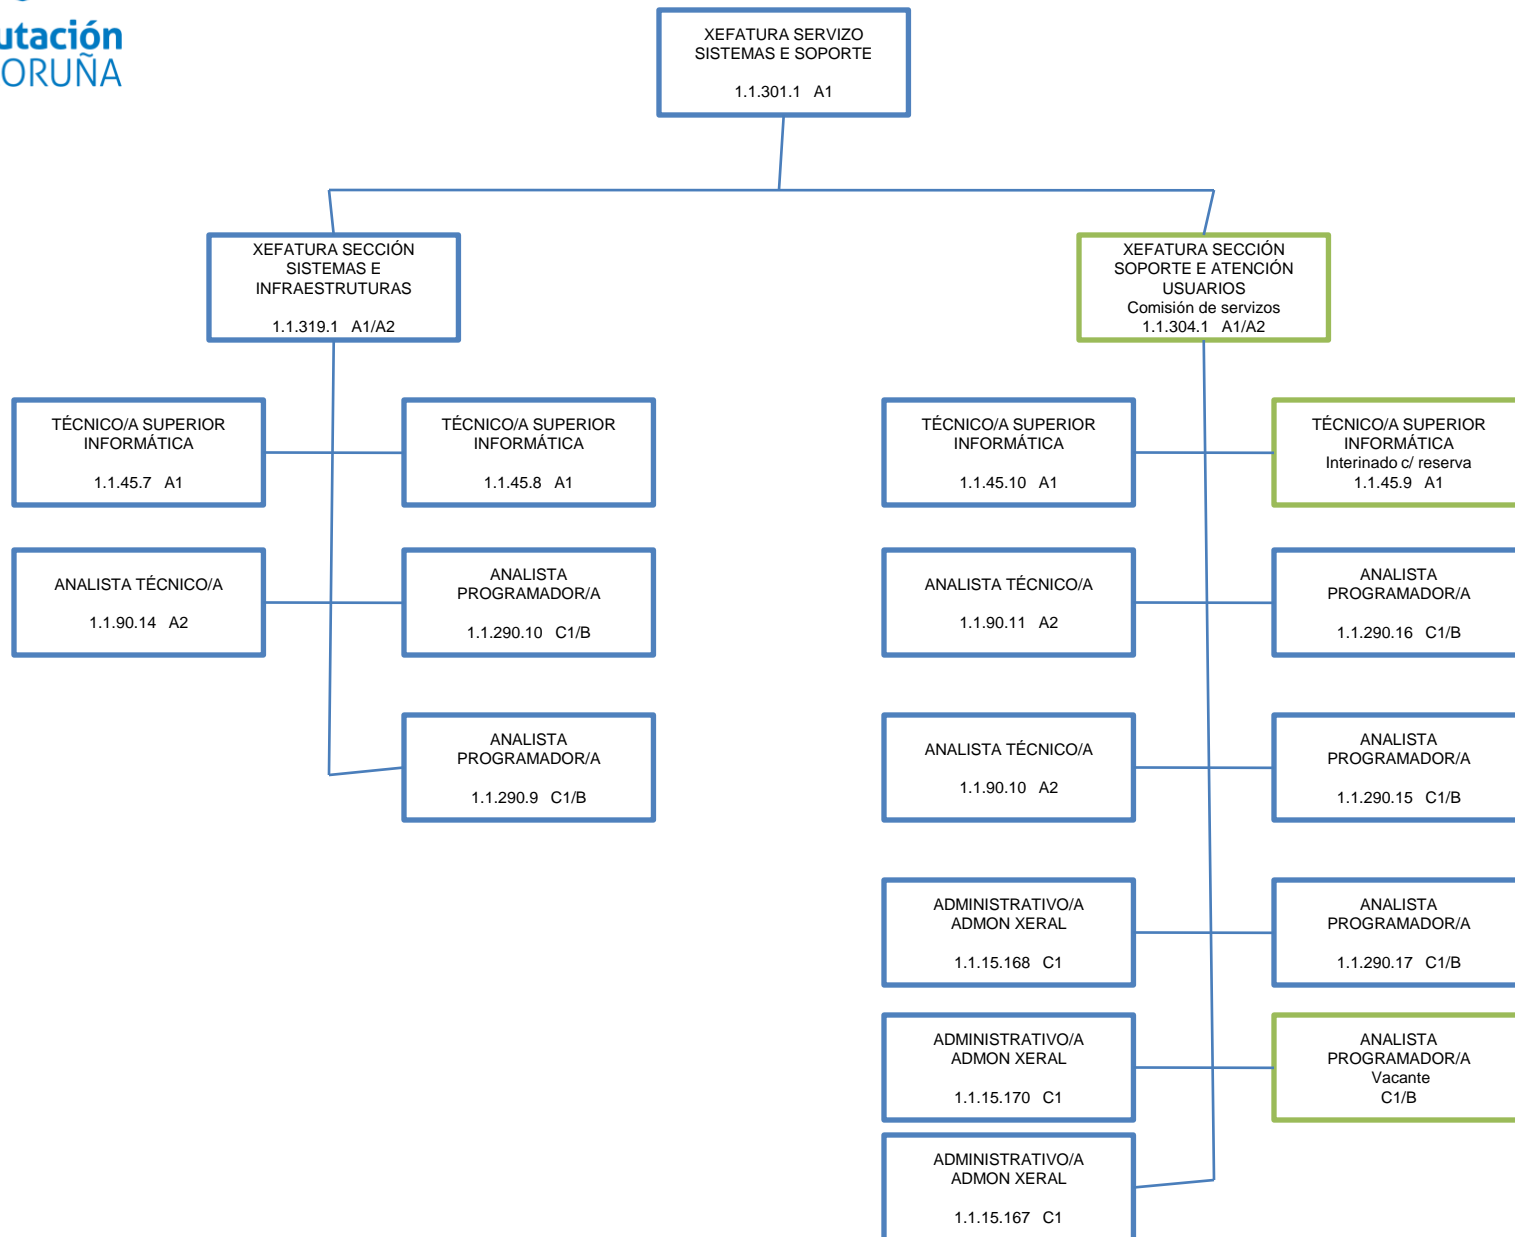 ORUÑA
XEFATURA SERVIZO
SISTEMAS E SOPORTE
1.1.301.1 A1
XEFATURA SECCIÓN
SISTEMAS E
INFRAESTRUTURAS
1.1.319.1 A1/A2
XEFATURA SECCIÓN
SOPORTE E ATENCIÓN
USUARIOS
Comisión de servizos
1.1.304.1 A1/A2
TÉCNICO/A SUPERIOR
INFORMÁTICA
1.1.45.7 A1
TÉCNICO/A SUPERIOR
INFORMÁTICA
1.1.45.8 A1
TÉCNICO/A SUPERIOR
INFORMÁTICA
1.1.45.10 A1
TÉCNICO/A SUPERIOR
INFORMÁTICA
Interinado c/ reserva
1.1.45.9 A1
ANALISTA TÉCNICO/A
1.1.90.14 A2
ANALISTA
PROGRAMADOR/A
1.1.290.10 C1/B
ANALISTA TÉCNICO/A
1.1.90.11 A2
ANALISTA
PROGRAMADOR/A
1.1.290.16 C1/B
ANALISTA
PROGRAMADOR/A
1.1.290.9 C1/B
ANALISTA TÉCNICO/A
1.1.90.10 A2
ANALISTA
PROGRAMADOR/A
1.1.290.15 C1/B
ADMINISTRATIVO/A
ADMON XERAL
1.1.15.168 C1
ANALISTA
PROGRAMADOR/A
1.1.290.17 C1/B
ADMINISTRATIVO/A
ADMON XERAL
1.1.15.170 C1
ANALISTA
PROGRAMADOR/A
Vacante
C1/B
ADMINISTRATIVO/A
ADMON XERAL
1.1.15.167 C1